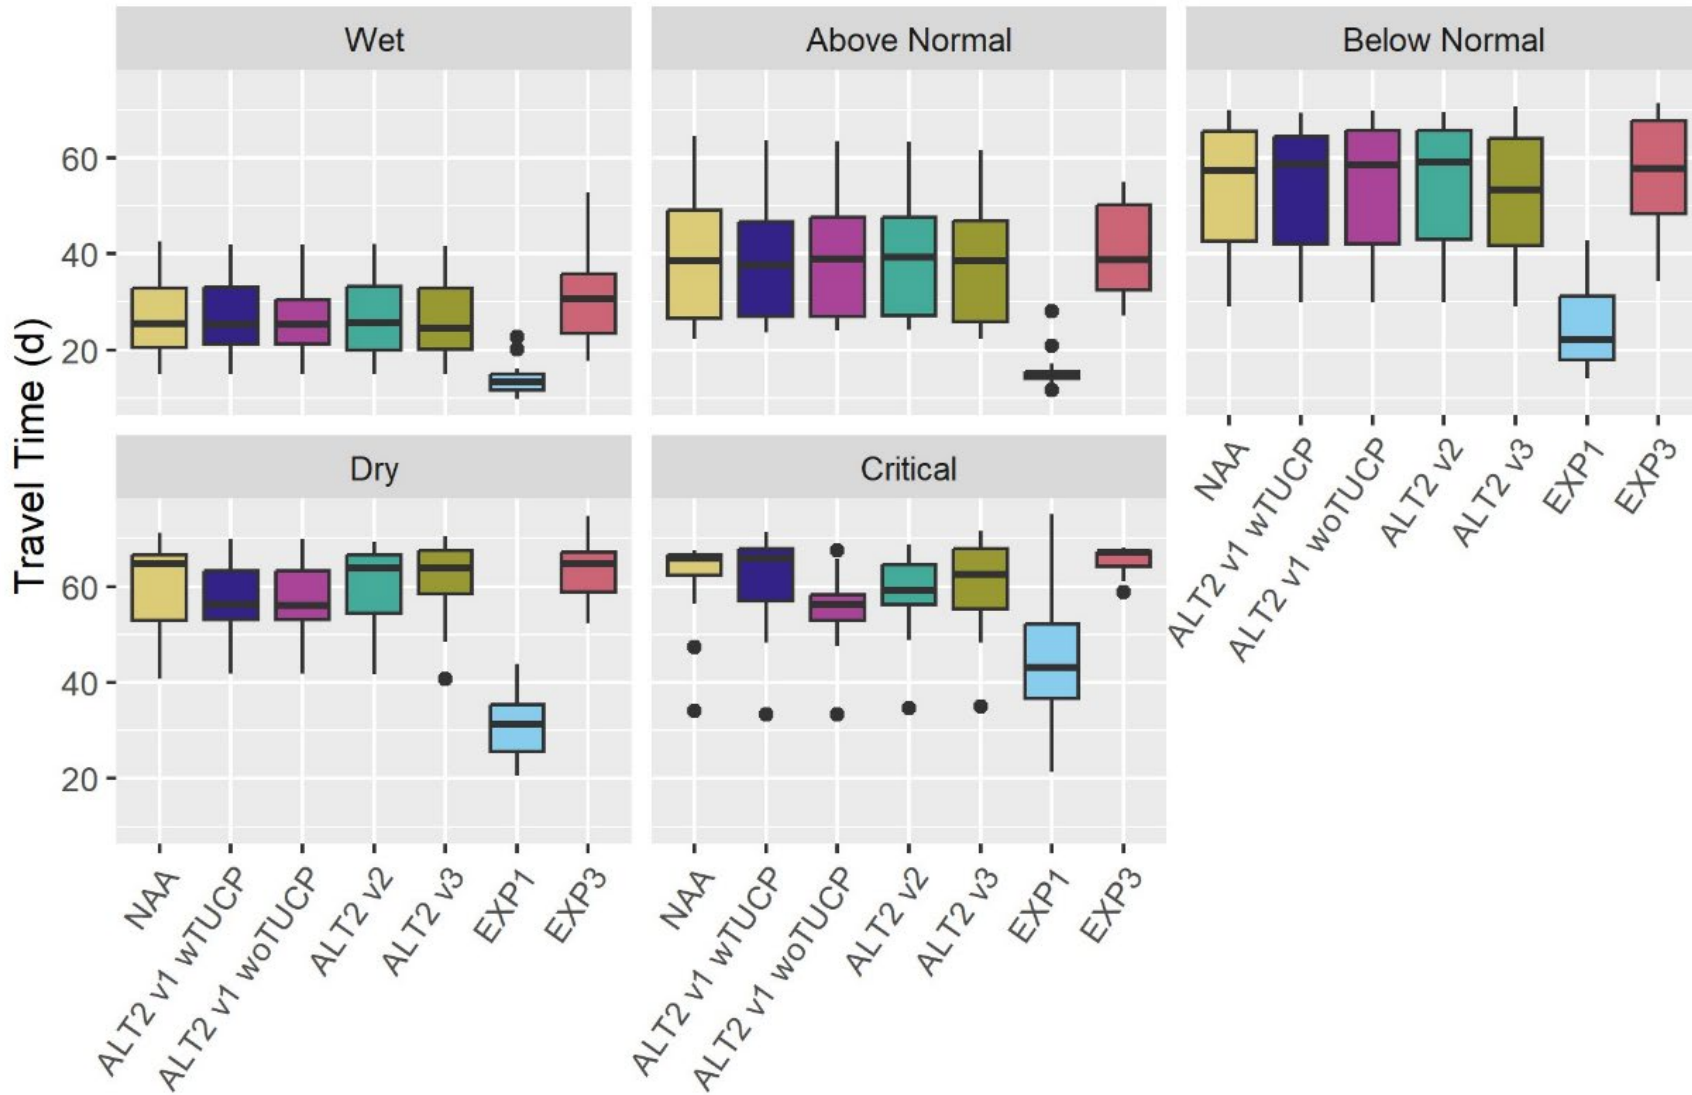 Wet
Above Normal
Below Normal
Travel Time (d)
60
40
20
NAA
ALT2 v1 wTUCP
ALT2 v1 woTUCP
ALT2 v2
ALT2 v3
EXP1
EXP3
Dry
Critical
60
40
20
NAA
ALT2 v1 wTUCP
ALT2 v1 woTUCP
ALT2 v2
ALT2 v3
EXP1
EXP3
NAA
ALT2 v1 wTUCP
ALT2 v1 woTUCP
ALT2 v2
ALT2 v3
EXP1
EXP3